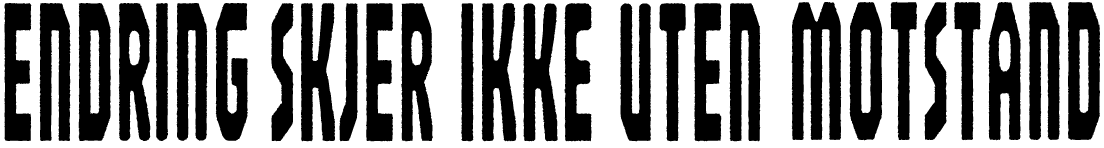 ENDRING SKJER IKKE UTEN MOTSTAND